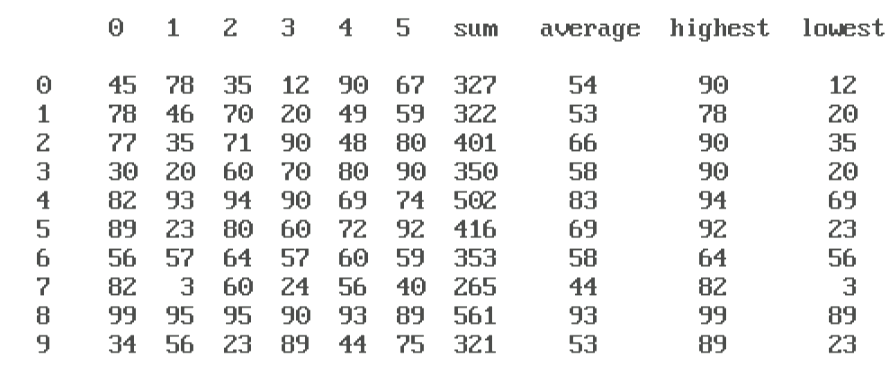 0 1 2 3 4 5 sum average highest lowest
0 45 78 35 12 90 67 327 54 90 12
1 78 46 70 20 49 59 322 53 78 20
2 77 35 71 90 48 80 401 66 90 35
3 30 20 60 70 80 90 350 58 90 20
4 82 93 94 90 69 74 502 83 94 69
5 89 23 80 60 72 92 416 69 92 23
6 56 57 64 57 60 59 353 58 64 56
7 82 3 60 24 56 40 265 44 82 3
8 99 95 95 90 93 89 561 93 99 89
9 34 56 23 89 44 75 321 53 89 23